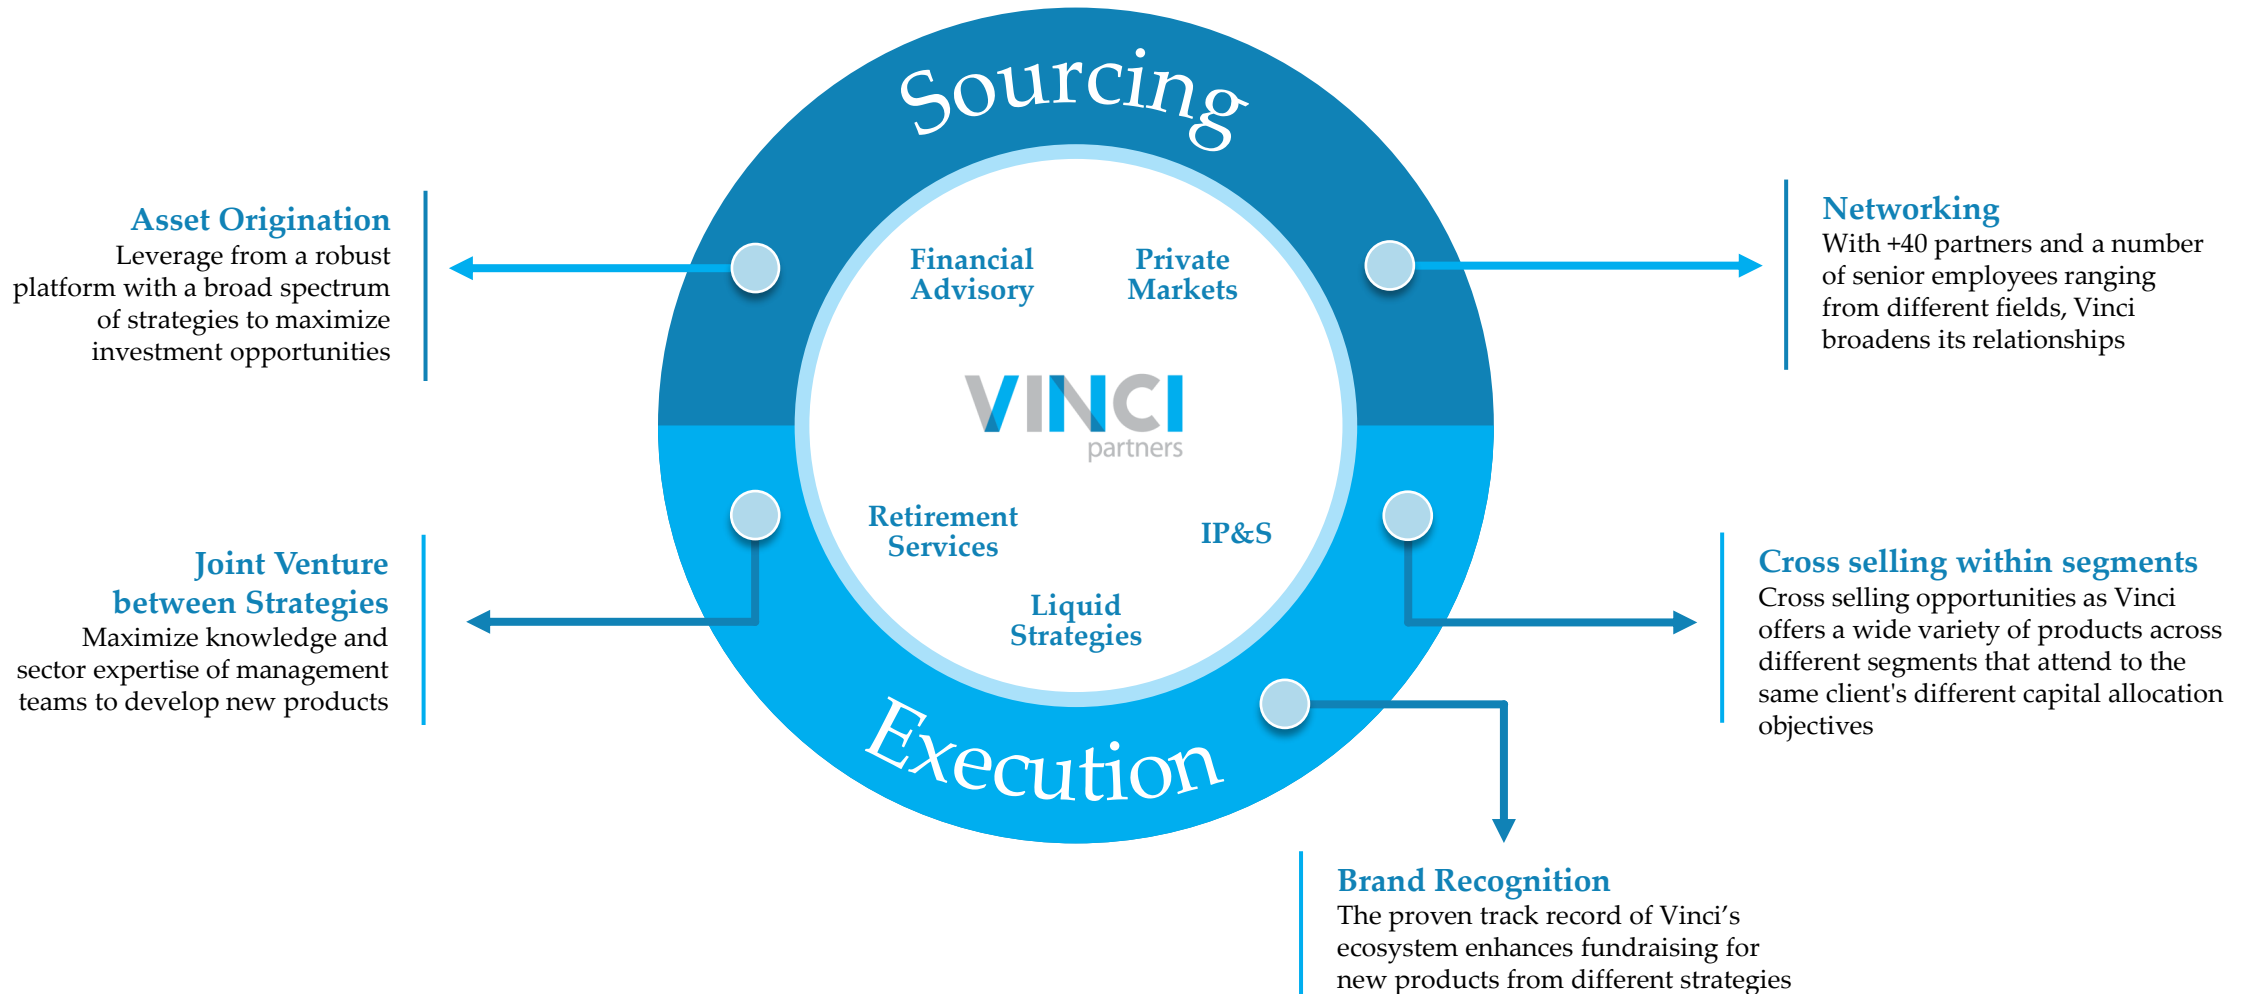 Sourcing
Asset Origination
Leverage from a robust
platform with a broad spectrum
of strategies to maximize
investment opportunities
Networking
With +40 partners and a number
of senior employees ranging
from different fields, Vinci
broadens its relationships
Financial
Advisory
Private
Markets
VINCI
partners
Retirement
Services
IP&S
Liquid
Strategies
Joint Venture
between Strategies
Maximize knowledge and
sector expertise of management
teams to develop new products
Cross selling within segments
Cross selling opportunities as Vinci
offers a wide variety of products across
different segments that attend to the
same client's different capital allocation
objectives
Execution
Brand Recognition
The proven track record of Vinci’s
ecosystem enhances fundraising for
new products from different strategies